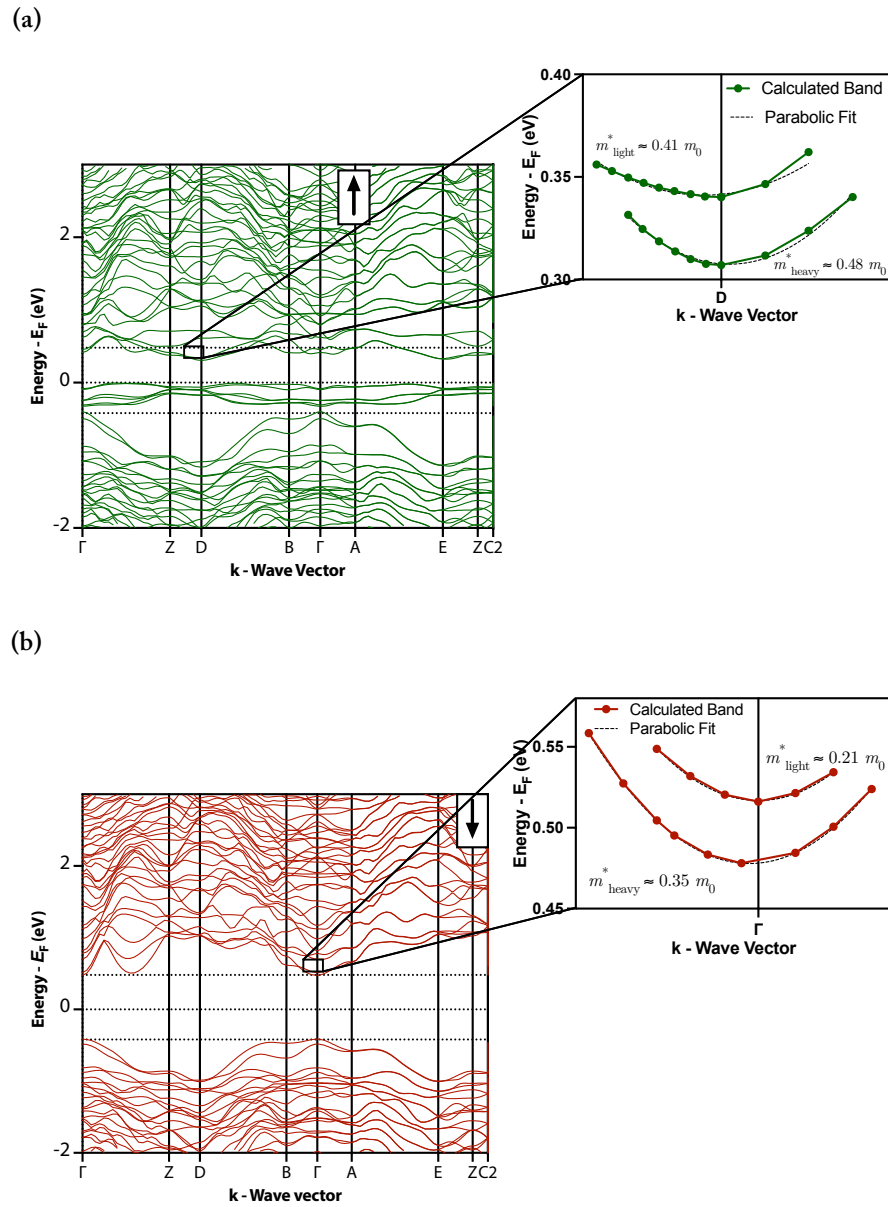 (a)
0.40
Calculated Band
Parabolic Fit
m*light ≈ 0.41 m0
0.35
m*heavy ≈ 0.48 m0
0.30
Energy - EF (eV)
D
k - Wave Vector
2
0
-2
Energy - EF (eV)
Γ Z D B Γ A E Z C2
k - Wave Vector
(b)
Calculated Band
Parabolic Fit
0.55
m*light ≈ 0.21 m0
0.50
m*heavy ≈ 0.35 m0
0.45
Energy - EF (eV)
Γ
k - Wave Vector
2
0
-2
Energy - EF (eV)
Γ Z D B Γ A E Z C2
k - Wave vector